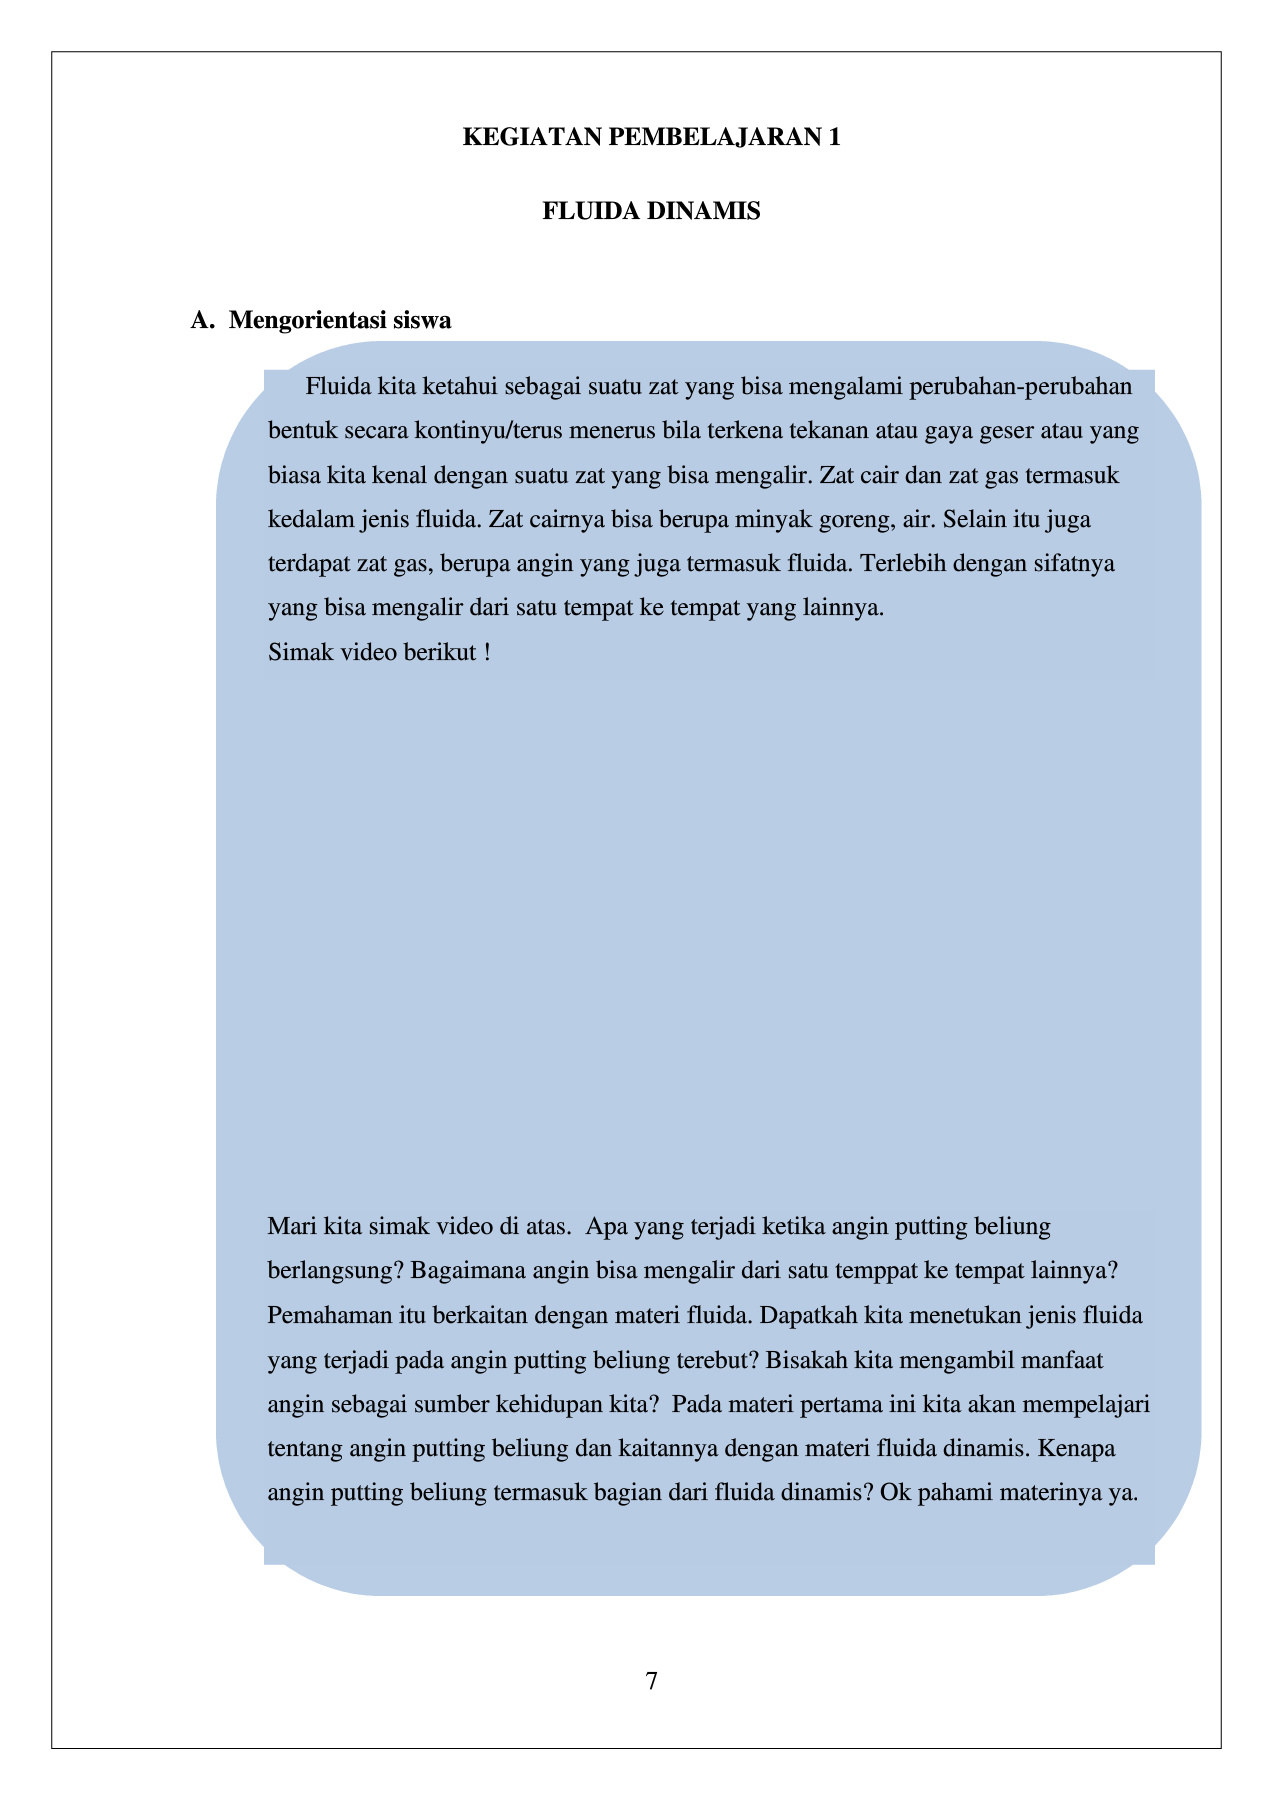 KEGIATAN PEMBELAJARAN 1
FLUIDA DINAMIS
A. Mengorientasi siswa
Fluida kita ketahui sebagai suatu zat yang bisa mengalami perubahan-perubahan
bentuk secara kontinyu/terus menerus bila terkena tekanan atau gaya geser atau yang
biasa kita kenal dengan suatu zat yang bisa mengalir. Zat cair dan zat gas termasuk
kedalam jenis fluida. Zat cairnya bisa berupa minyak goreng, air. Selain itu juga
terdapat zat gas, berupa angin yang juga termasuk fluida. Terlebih dengan sifatnya
yang bisa mengalir dari satu tempat ke tempat yang lainnya.
Simak video berikut !
Mari kita simak video di atas.  Apa yang terjadi ketika angin putting beliung
berlangsung? Bagaimana angin bisa mengalir dari satu temppat ke tempat lainnya?
Pemahaman itu berkaitan dengan materi fluida. Dapatkah kita menetukan jenis fluida
yang terjadi pada angin putting beliung terebut? Bisakah kita mengambil manfaat
angin sebagai sumber kehidupan kita?  Pada materi pertama ini kita akan mempelajari
tentang angin putting beliung dan kaitannya dengan materi fluida dinamis. Kenapa
angin putting beliung termasuk bagian dari fluida dinamis? Ok pahami materinya ya.
7